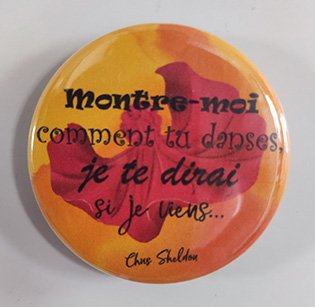 Montre-moi
comment tu danses,
je te dirai
si je viens...
Chus Sheldon